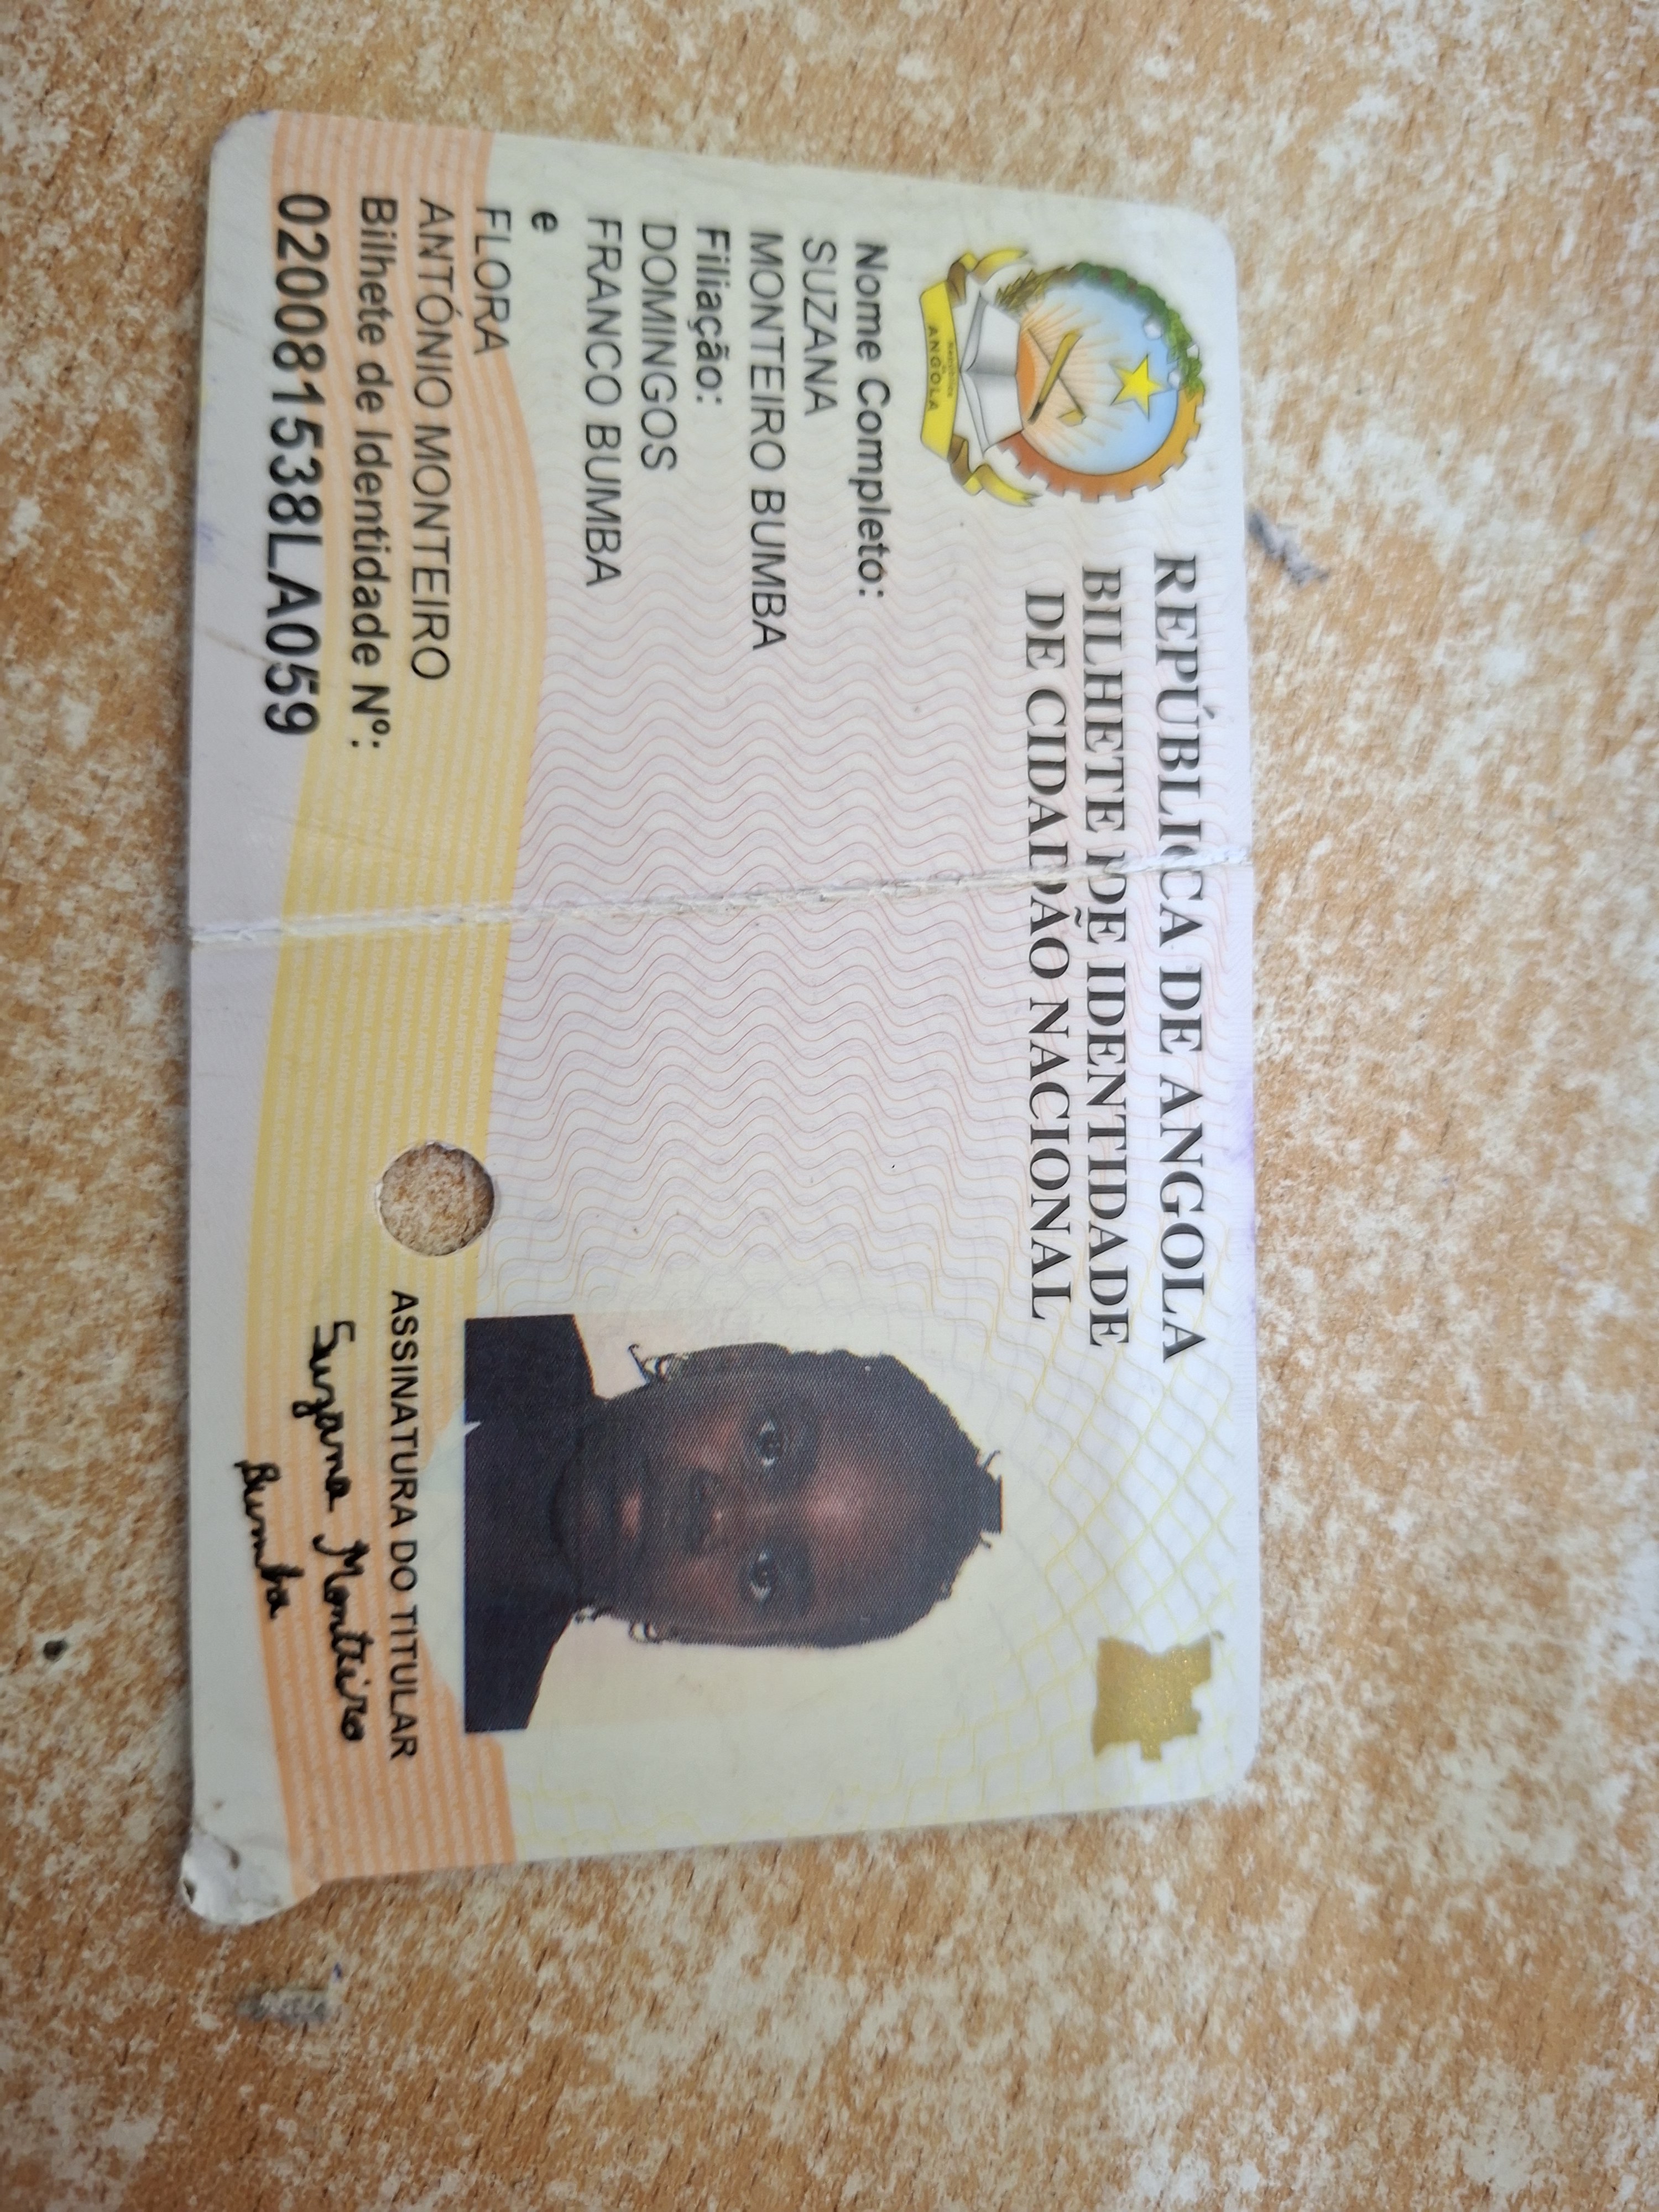 REPÚBLICA DE ANGOLA
BILHETE DE IDENTIDADE
DE CIDADÃO NACIONAL
ANGOLA
Nome Completo:
SUZANA
MONTEIRO BUMBA
Filiação:
DOMINGOS
FRANCO BUMBA
e
FLORA
ANTÓNIO MONTEIRO
Bilhete de Identidade Nº:
020081538LA059
ASSINATURA DO TITULAR
Suzana Monteiro
Bumba